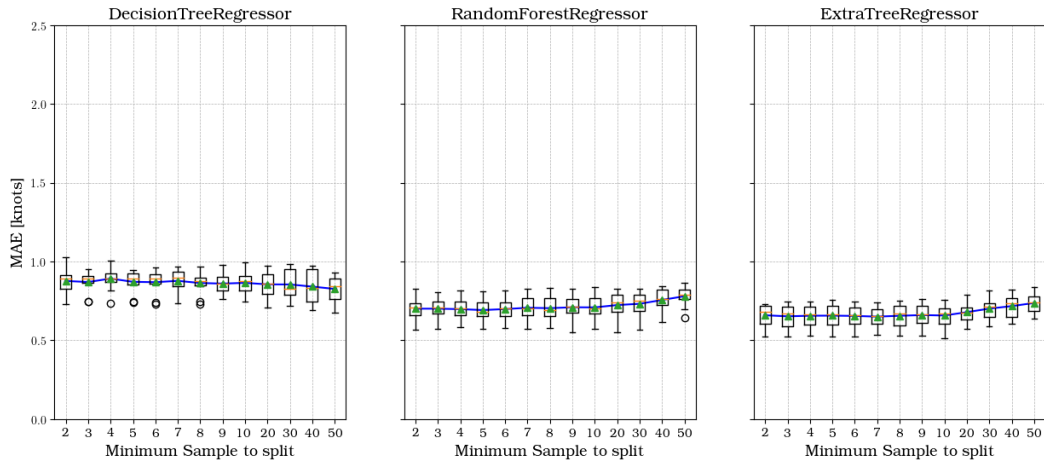 DecisionTreeRegressor
RandomForestRegressor
ExtraTreeRegressor
MAE [knots]
2.5
2.0
1.5
1.0
0.5
0.0
2 3 4 5 6 7 8 9 10 20 30 40 50
2 3 4 5 6 7 8 9 10 20 30 40 50
2 3 4 5 6 7 8 9 10 20 30 40 50
Minimum Sample to split
Minimum Sample to split
Minimum Sample to split